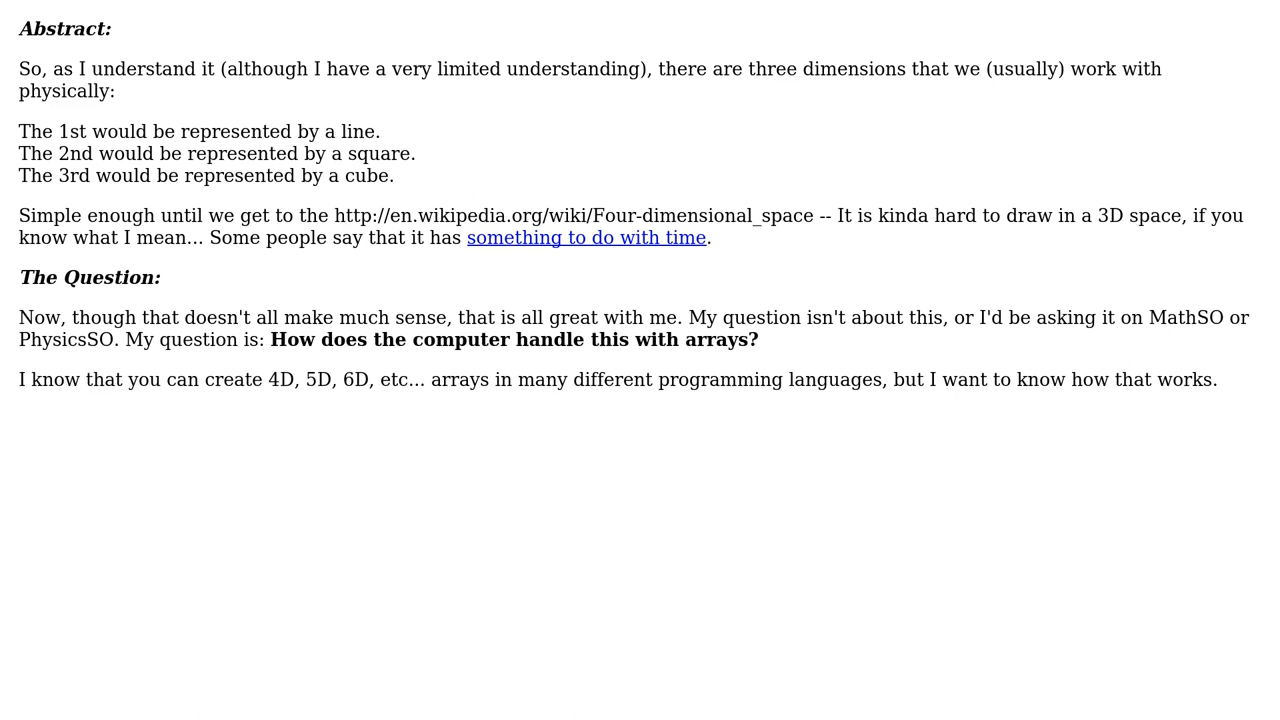 Abstract:
So, as I understand it (although I have a very limited understanding), there are three dimensions that we (usually) work with
physically:
The 1st would be represented by a line.
The 2nd would be represented by a square.
The 3rd would be represented by a cube.
Simple enough until we get to the http://en.wikipedia.org/wiki/Four-dimensional_space -- It is kinda hard to draw in a 3D space, if you
know what I mean... Some people say that it has something to do with time.
The Question:
Now, though that doesn't all make much sense, that is all great with me. My question isn't about this, or I'd be asking it on MathSO or
PhysicsSO. My question is: How does the computer handle this with arrays?
I know that you can create 4D, 5D, 6D, etc... arrays in many different programming languages, but I want to know how that works.